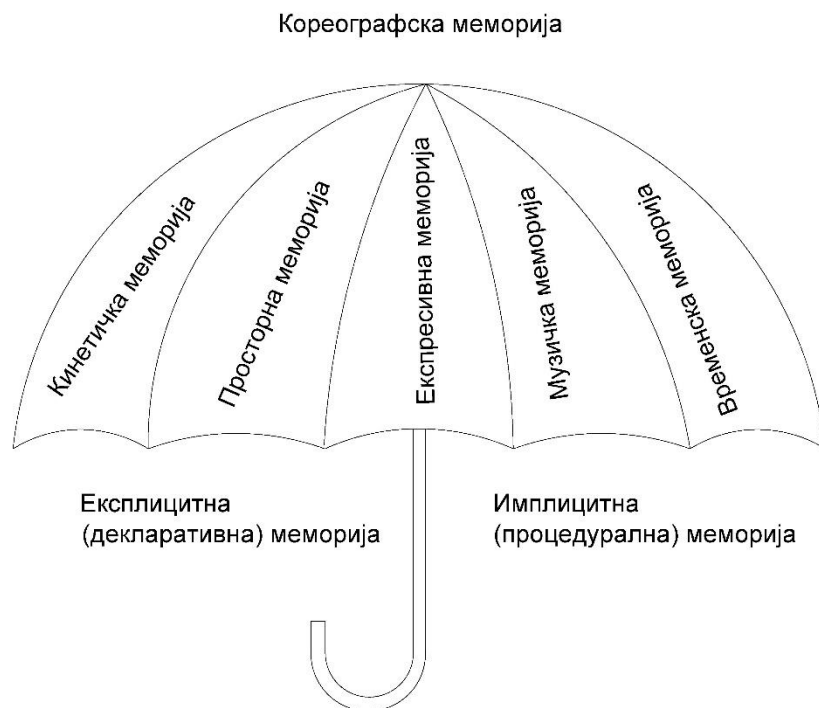 Кореографска меморија
Кинетичка меморија
Просторна меморија
Експресивна меморија
Музичка меморија
Временска меморија
Експлицитна
(декларативна) меморија
Имплицитна
(процедурална) меморија